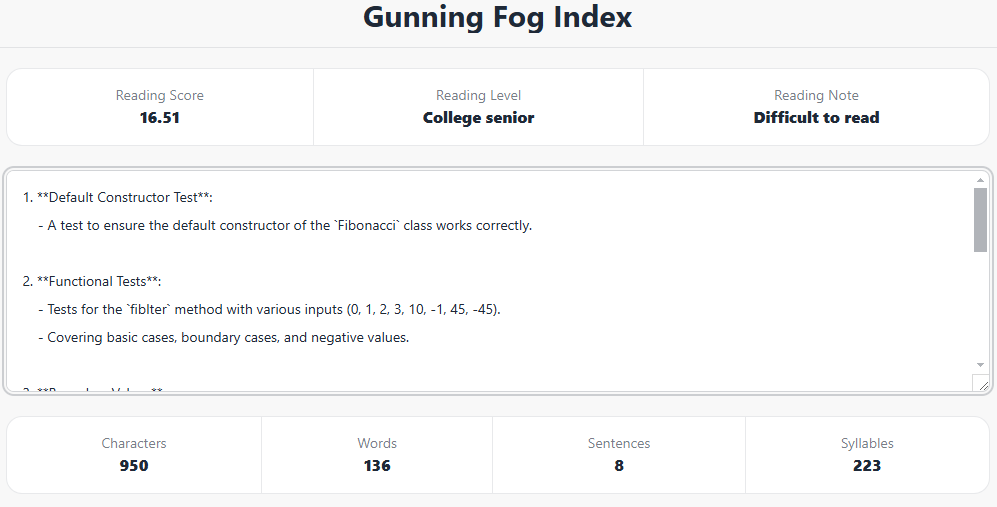 Gunning Fog Index
Reading Score
16.51
Reading Level
College senior
Reading Note
Difficult to read
1. **Default Constructor Test**:
- A test to ensure the default constructor of the `Fibonacci` class works correctly.
2. **Functional Tests**:
- Tests for the `fibIter` method with various inputs (0, 1, 2, 3, 10, -1, 45, -45).
- Covering basic cases, boundary cases, and negative values.
Characters
950
Words
136
Sentences
8
Syllables
223